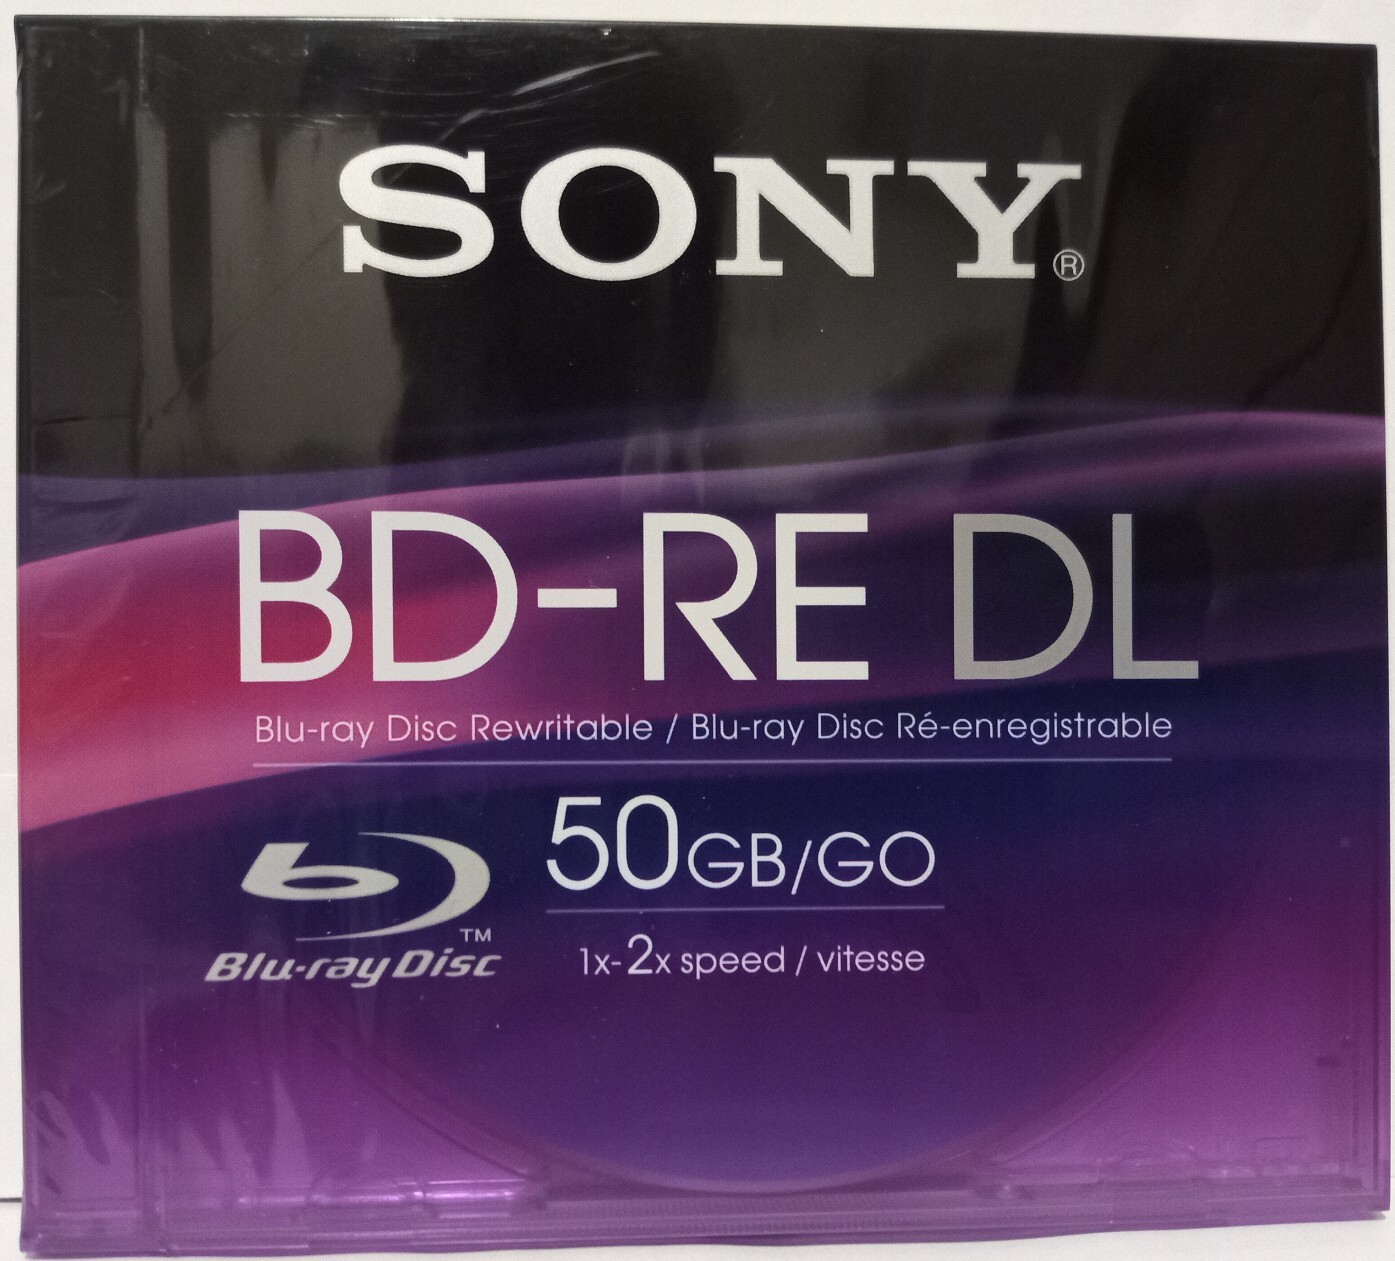 SONY®
BD-RE DL
Blu-ray Disc Rewritable / Blu-ray Disc Ré-enregistrable
50GB/GO
1x-2x speed / vitesse
Blu-ray Disc™